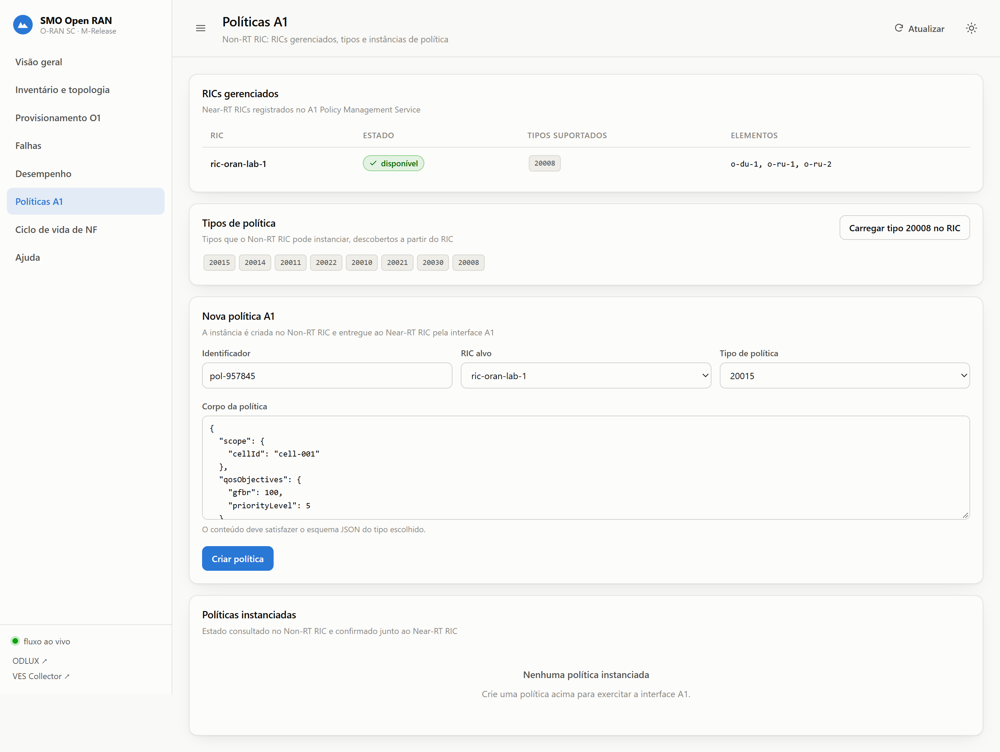 SMO Open RAN
O-RAN SC · M-Release
Visão geral
Inventário e topologia
Provisionamento O1
Falhas
Desempenho
Políticas A1
Ciclo de vida de NF
Ajuda
fluxo ao vivo
ODLUX ↗
VES Collector ↗
Políticas A1
Non-RT RIC: RICs gerenciados, tipos e instâncias de política
Atualizar
RICs gerenciados
Near-RT RICs registrados no A1 Policy Management Service
RIC ESTADO TIPOS SUPORTADOS ELEMENTOS
ric-oran-lab-1 disponível 20008 o-du-1, o-ru-1, o-ru-2
Tipos de política
Tipos que o Non-RT RIC pode instanciar, descobertos a partir do RIC
Carregar tipo 20008 no RIC
20015 20014 20011 20022 20010 20021 20030 20008
Nova política A1
A instância é criada no Non-RT RIC e entregue ao Near-RT RIC pela interface A1
Identificador RIC alvo Tipo de política
pol-957845 ric-oran-lab-1 20015
Corpo da política
{
"scope": {
"cellId": "cell-001"
},
"qosObjectives": {
"gfbr": 100,
"priorityLevel": 5
}
O conteúdo deve satisfazer o esquema JSON do tipo escolhido.
Criar política
Políticas instanciadas
Estado consultado no Non-RT RIC e confirmado junto ao Near-RT RIC
Nenhuma política instanciada
Crie uma política acima para exercitar a interface A1.